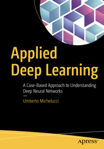 Applied
Deep Learning
A Case-Based Approach to Understanding
Deep Neural Networks
Umberto Michelucci
Apress®